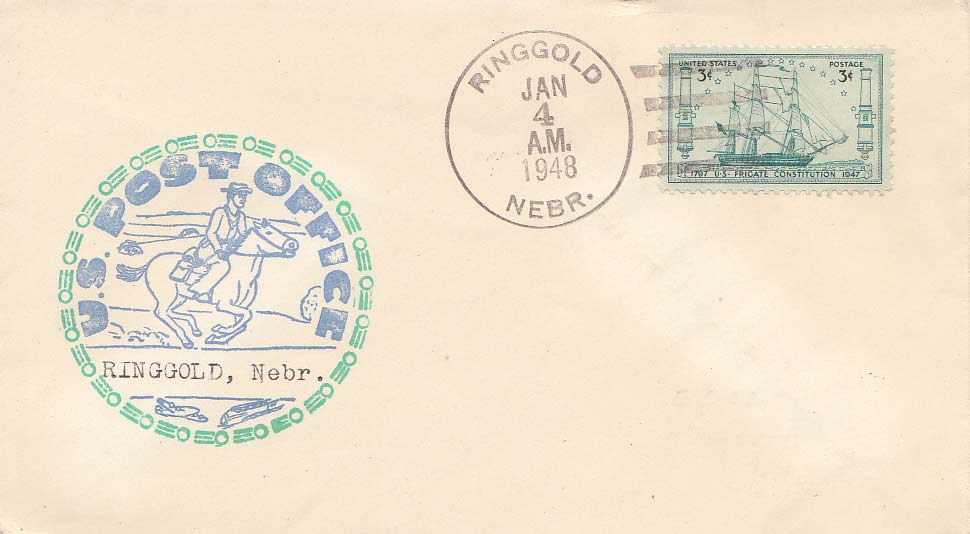 RINGGOLD
JAN
4
A.M.
1948
NEBR.
UNITED STATES POSTAGE
3¢ 3¢
1797 U·S· FRIGATE CONSTITUTION 1947
U.S. POST OFFICE
RINGGOLD, Nebr.